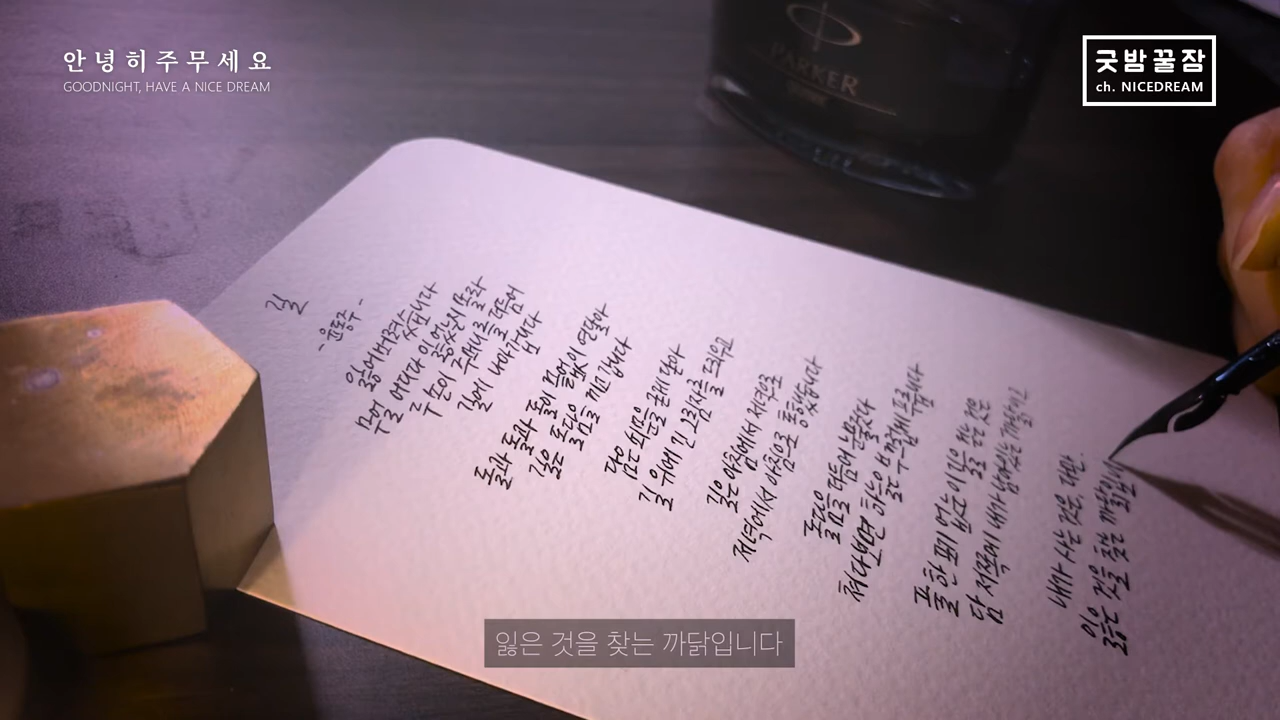 안녕히주무세요
GOODNIGHT, HAVE A NICE DREAM
굿밤꿀잠
ch. NICEDREAM
PARKER
길
-윤동주-
잃어버렸습니다
무얼 어디다 잃었는지 몰라
두 손이 주머니를 더듬어
길에 나아갑니다
돌과 돌과 돌이 끝없이 연달아
길은 돌담을 끼고 갑니다
담은 쇠문을 굳게 닫아
길 위에 긴 그림자를 드리우고
길은 아침에서 저녁으로
저녁에서 아침으로 통했습니다
돌담을 더듬어 눈물짓다
쳐다보면 하늘은 부끄럽게 푸릅니다
풀 한 포기 없는 이 길을 걷는 것은
담 저쪽에 내가 남아있는 까닭이고
내가 사는 것은, 다만,
잃은 것을 찾는 까닭입니다
잃은 것을 찾는 까닭입니다